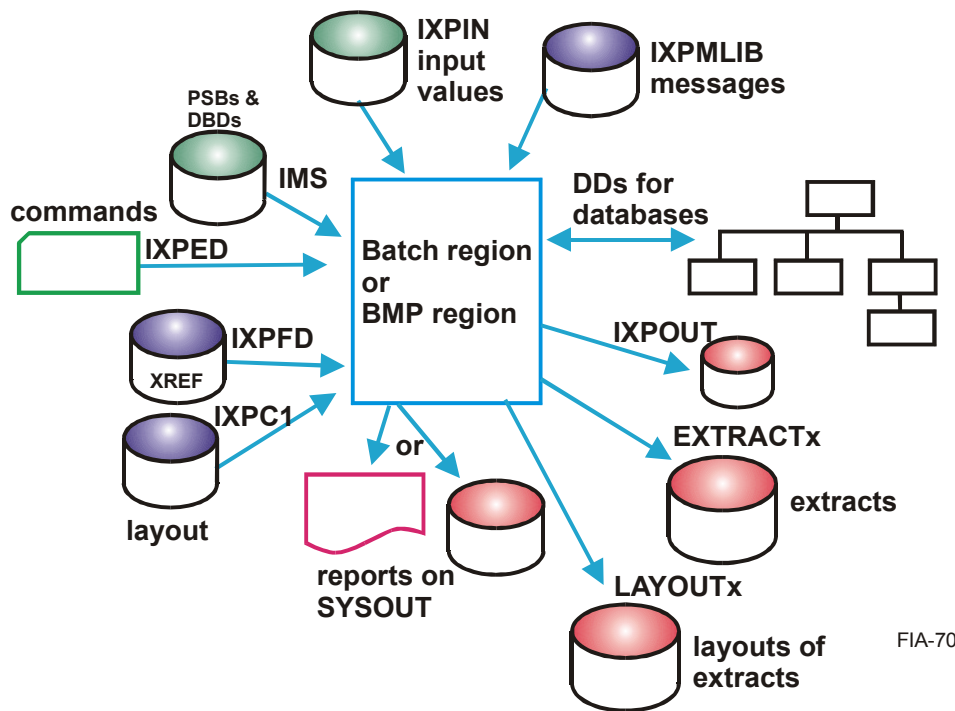 IXPIN
input
values
IXPMLIB
messages
PSBs &
DBDs
IMS
commands
IXPED
DDs for
databases
Batch region
or
BMP region
IXPFD
XREF
IXPC1
layout
IXPOUT
EXTRACTx
extracts
or
reports on
SYSOUT
LAYOUTx
layouts of
extracts
FIA-70